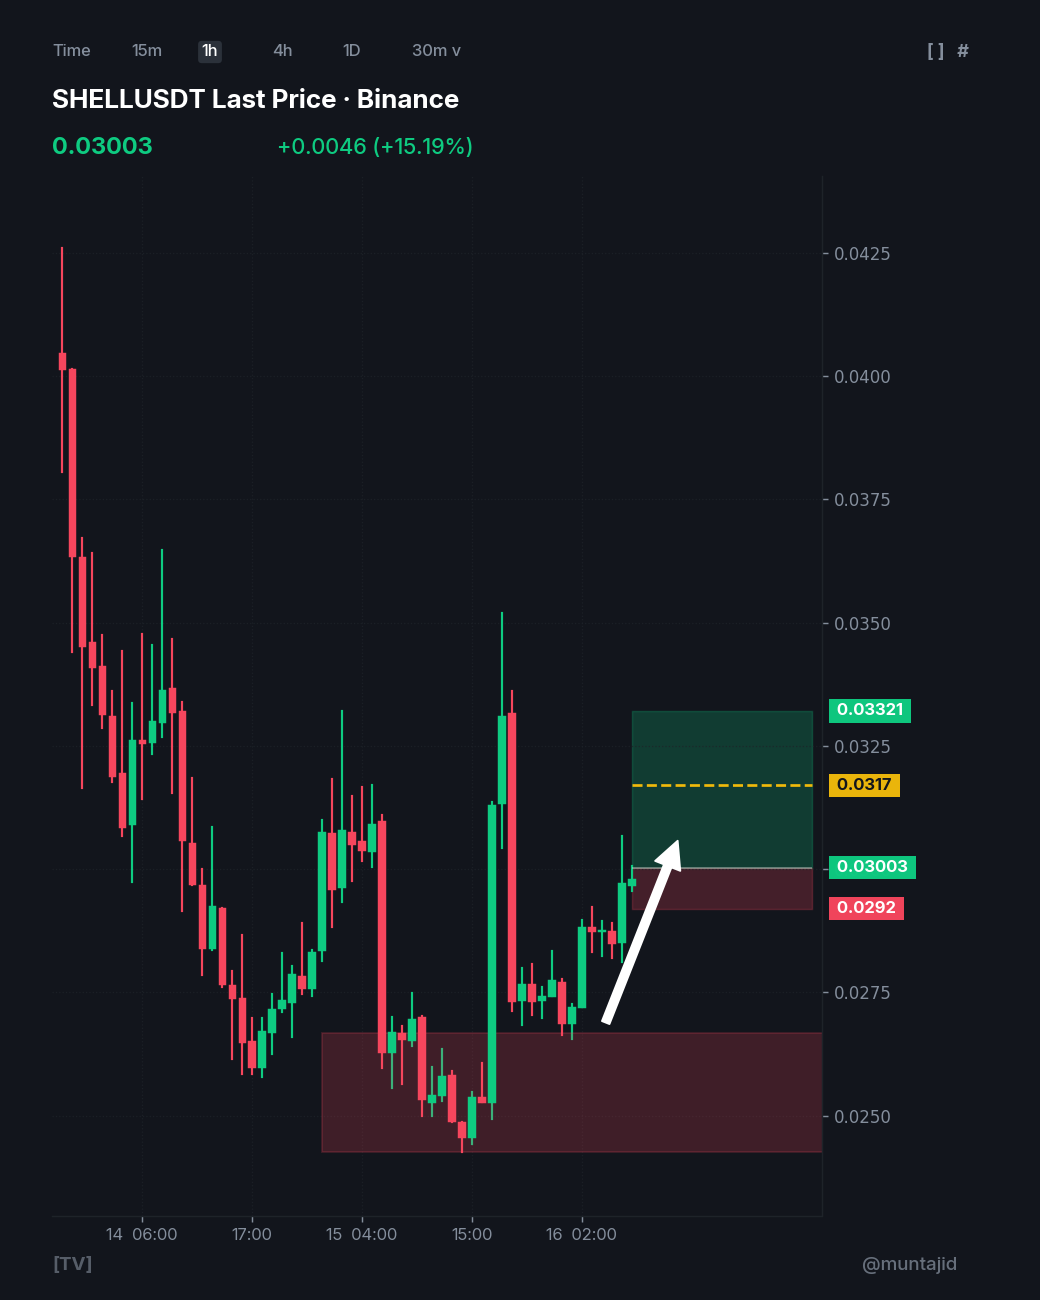 Time 15m 1h 4h 1D 30m v [ ] #
SHELLUSDT Last Price · Binance
0.03003 +0.0046 (+15.19%)
0.0425
0.0400
0.0375
0.0350
0.03321
0.0325
0.0317
0.03003
0.0292
0.0275
0.0250
14 06:00 17:00 15 04:00 15:00 16 02:00
[TV] @muntajid